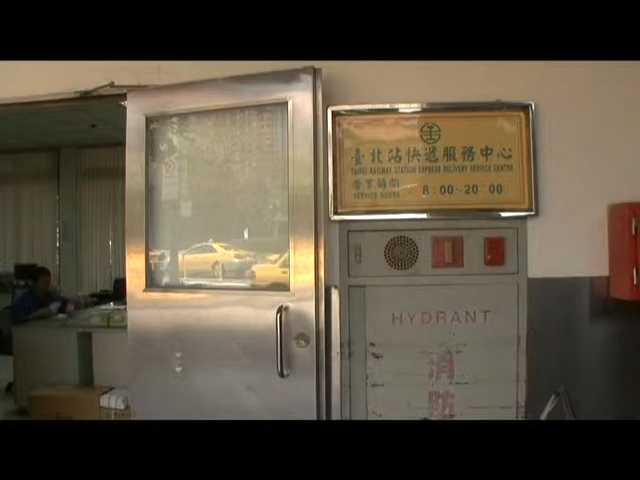 臺北站快遞服務中心
TAIPEI RAILWAY STATION EXPRESS DELIVERY SERVICE CENTER
營業時間
SERVICE HOURS
8:00~20:00
HYDRANT
消防